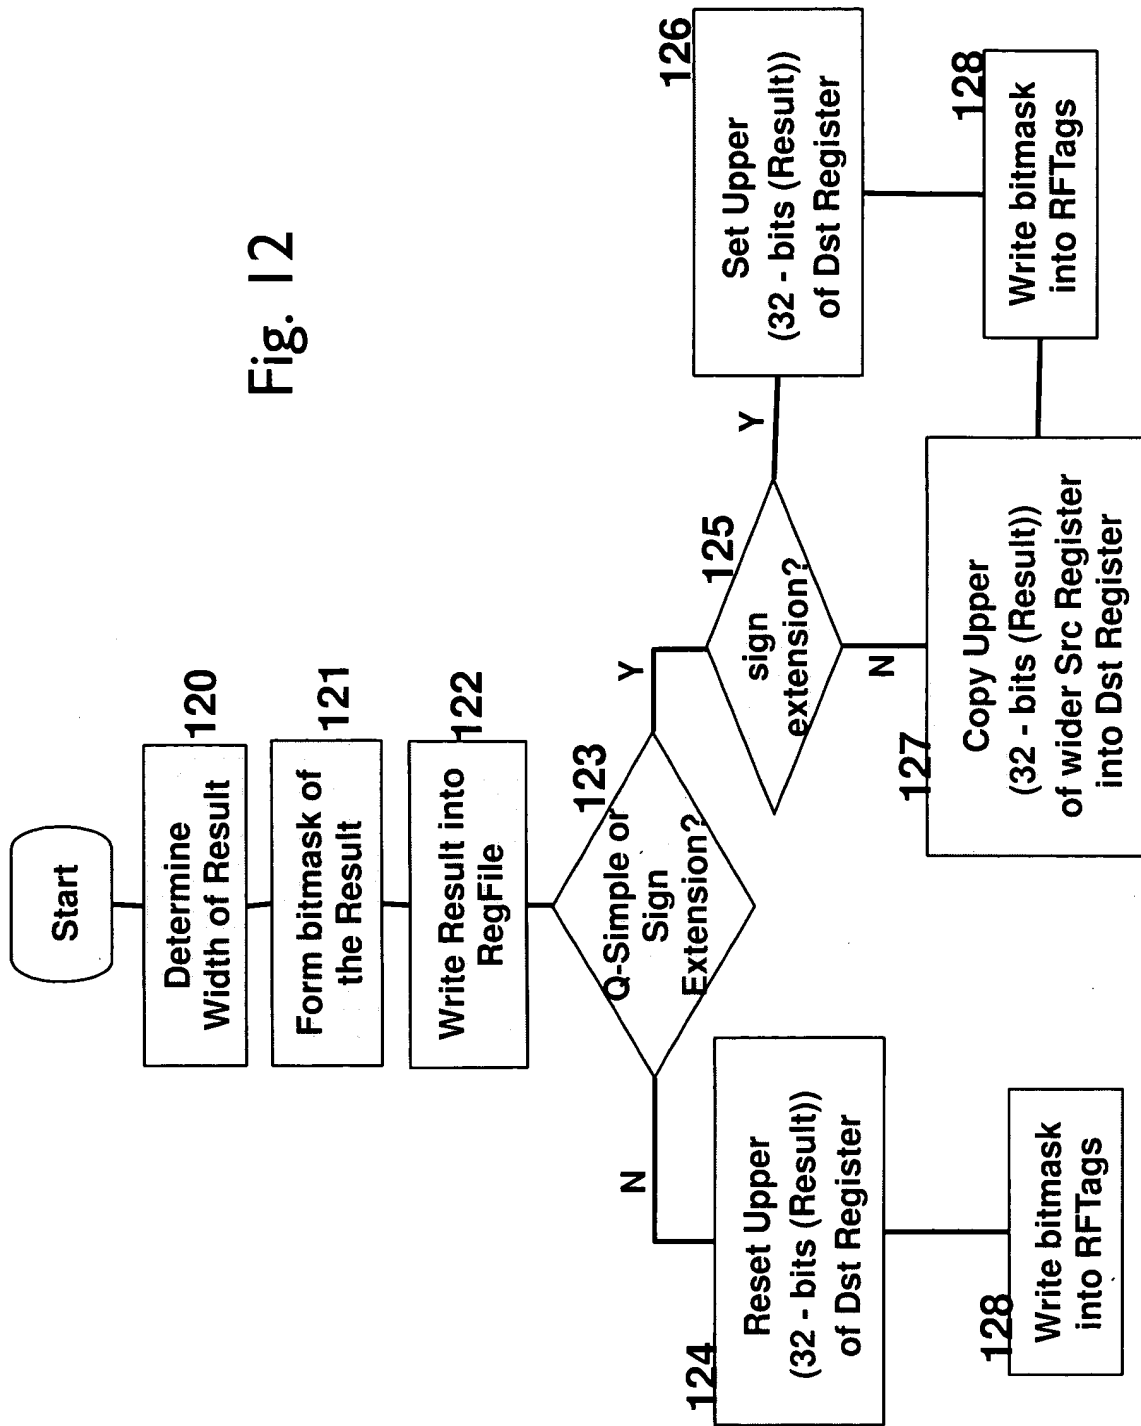 Fig. 12
Start
Determine
Width of Result
120
Form bitmask of
the Result
121
Write Result into
RegFile
122
Q-Simple or
Sign
Extension?
123
N
Y
Reset Upper
(32 - bits (Result))
of Dst Register
124
Write bitmask
into RFTags
128
sign
extension?
125
Y
N
Set Upper
(32 - bits (Result))
of Dst Register
126
Copy Upper
(32 - bits (Result))
of wider Src Register
into Dst Register
127
Write bitmask
into RFTags
128